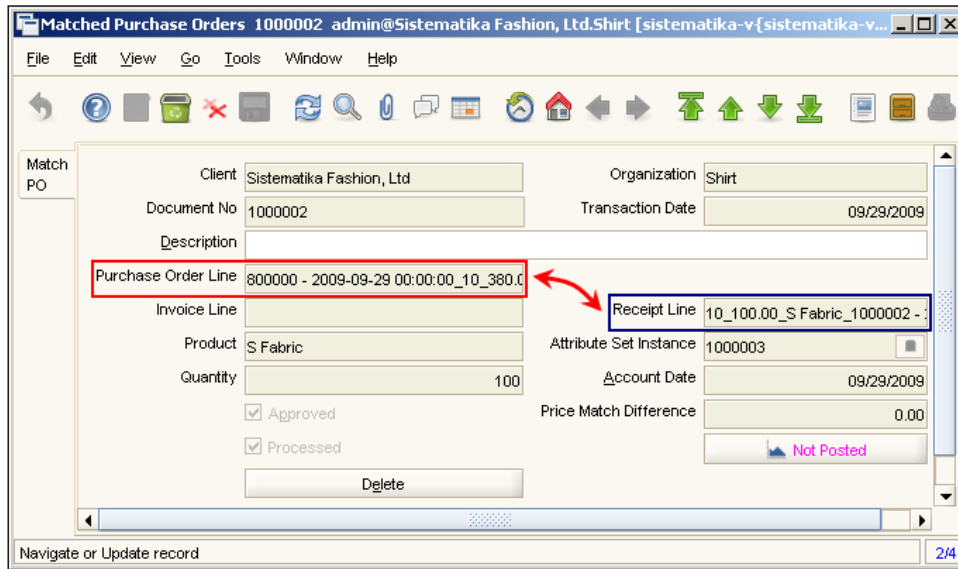 Matched Purchase Orders 1000002 admin@Sistematika Fashion, Ltd.Shirt [sistematika-v{sistematika-v...
File Edit View Go Tools Window Help
Match PO
Client Sistematika Fashion, Ltd Organization Shirt
Document No 1000002 Transaction Date 09/29/2009
Description
Purchase Order Line 800000 - 2009-09-29 00:00:00_10_380.0
Invoice Line Receipt Line 10_100.00_S Fabric_1000002 -
Product S Fabric Attribute Set Instance 1000003
Quantity 100 Account Date 09/29/2009
Approved Price Match Difference 0.00
Processed Not Posted
Delete
Navigate or Update record 2/4